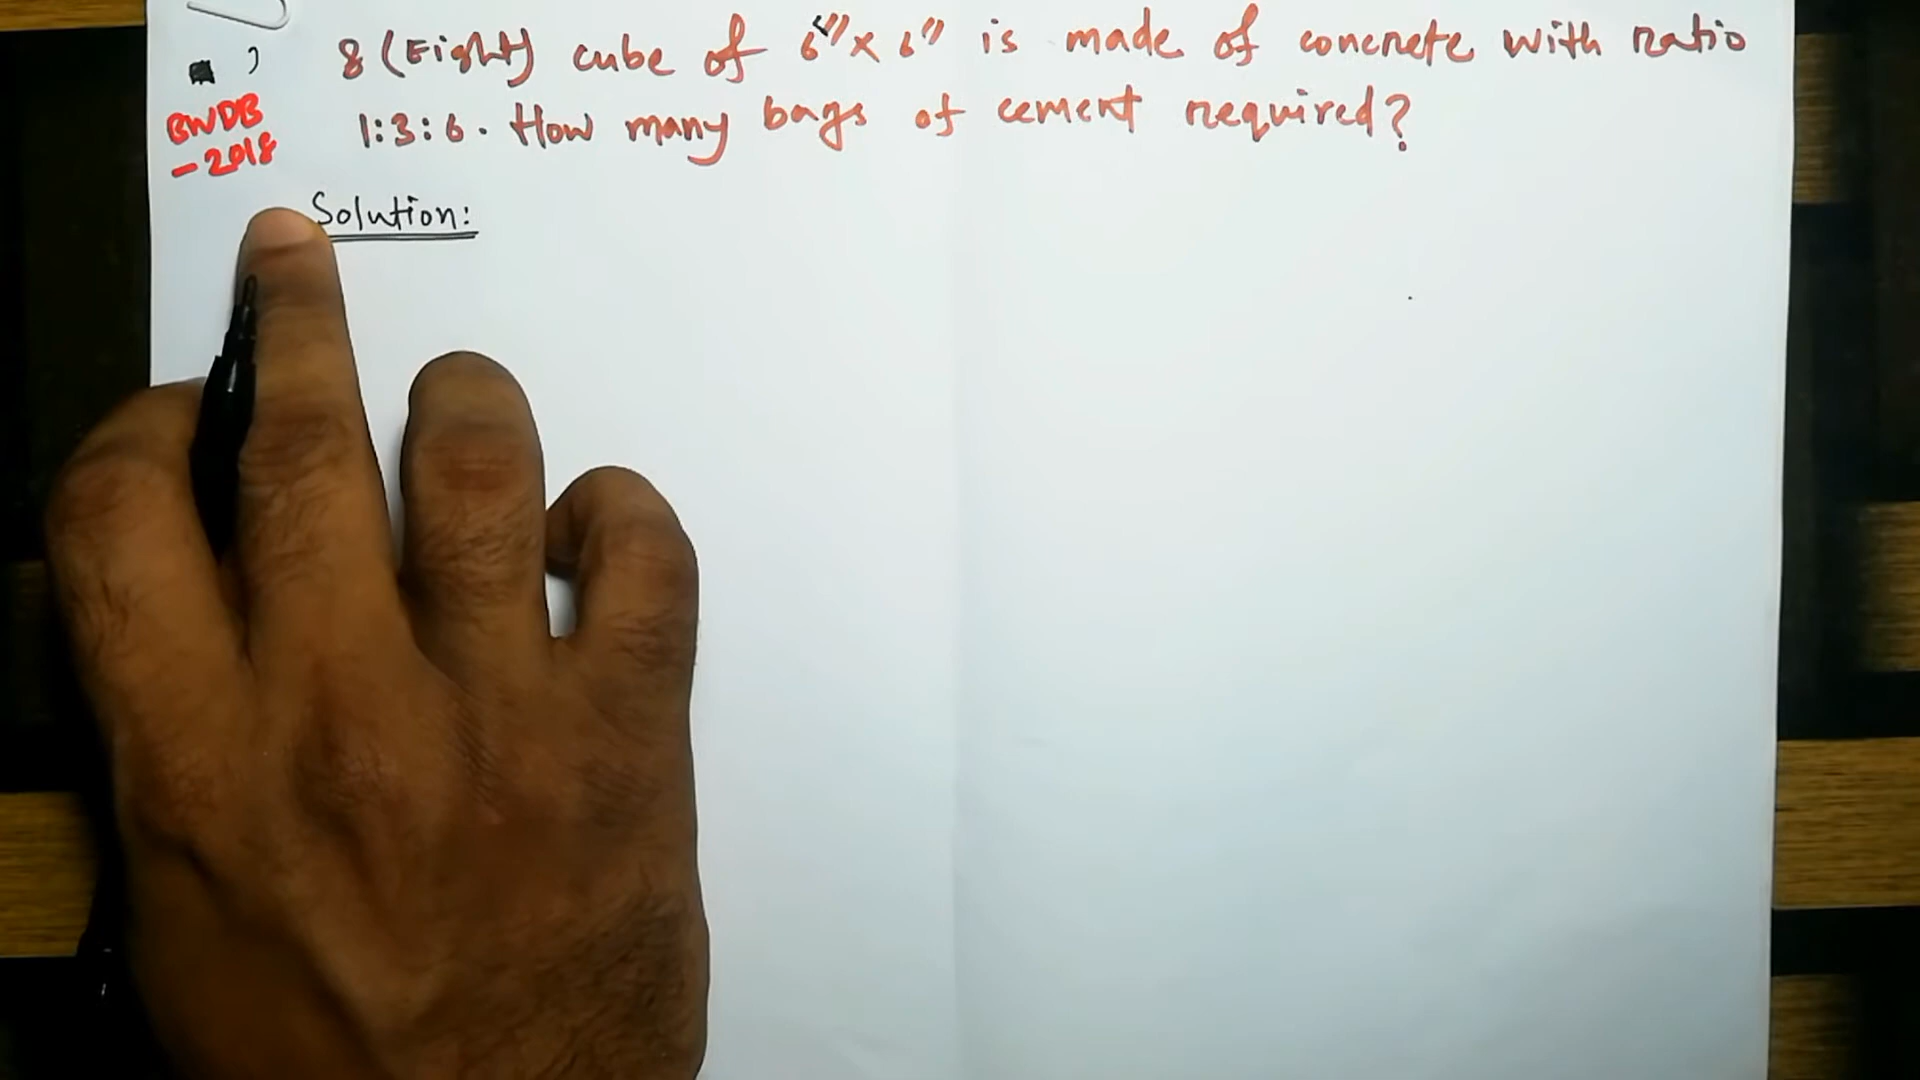 8 (Eight) cube of 6"x 6" is made of concrete with ratio
1:3:6. How many bags of cement required?
BWDB
-2018
Solution: